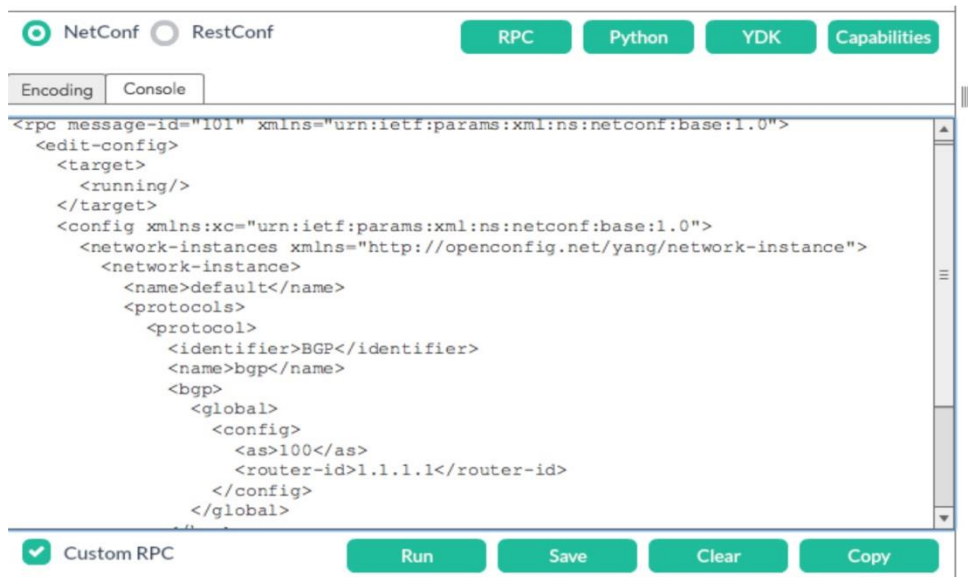 NetConf RestConf RPC Python YDK Capabilities
Encoding Console
<rpc message-id="101" xmlns="urn:ietf:params:xml:ns:netconf:base:1.0">
  <edit-config>
    <target>
      <running/>
    </target>
    <config xmlns:xc="urn:ietf:params:xml:ns:netconf:base:1.0">
      <network-instances xmlns="http://openconfig.net/yang/network-instance">
        <network-instance>
          <name>default</name>
          <protocols>
            <protocol>
              <identifier>BGP</identifier>
              <name>bgp</name>
              <bgp>
                <global>
                  <config>
                    <as>100</as>
                    <router-id>1.1.1.1</router-id>
                  </config>
                </global>
Custom RPC Run Save Clear Copy